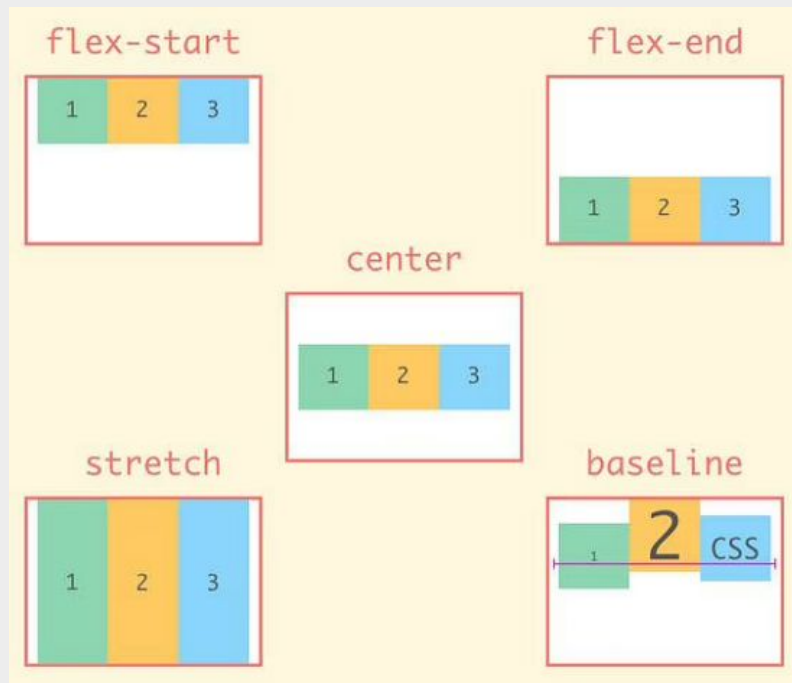 flex-start
1 2 3
flex-end
1 2 3
center
1 2 3
stretch
1 2 3
baseline
1 2 CSS